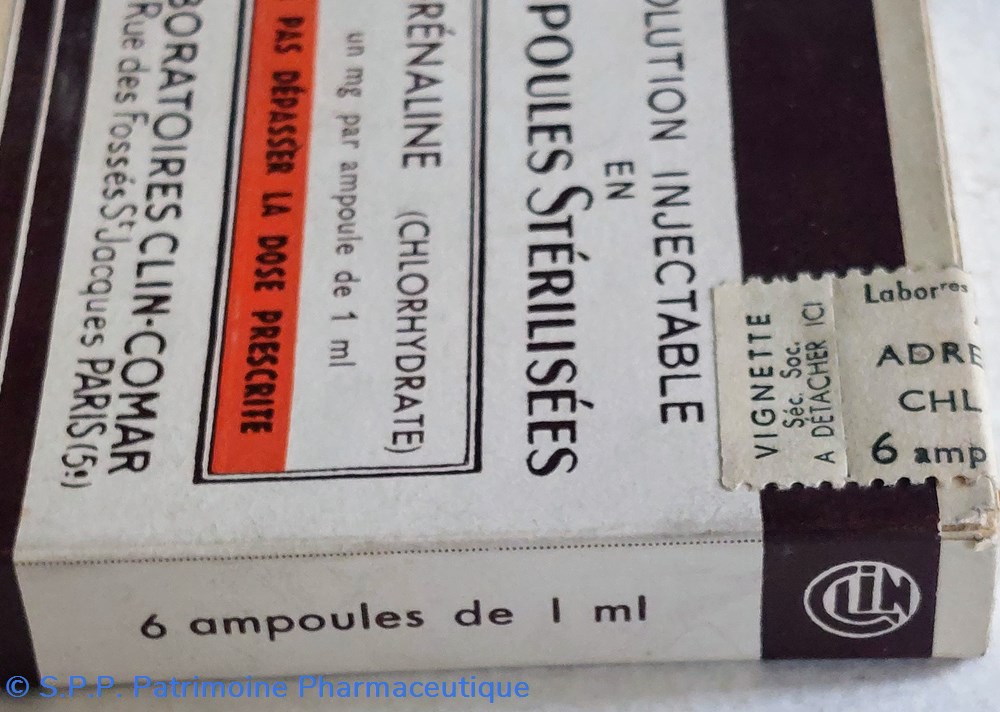 OLUTION INJECTABLE
EN
POULES STÉRILISÉES
RÉNALINE (CHLORHYDRATE)
un mg par ampoule de 1 ml
PAS DÉPASSER LA DOSE PRESCRITE
BORATOIRES CLIN-COMAR
Rue des Fossés St Jacques PARIS (5e)
VIGNETTE
Séc. Soc.
A DÉTACHER ICI
Laborres
ADRE
CHL
6 amp
6 ampoules de 1 ml
CLIN
© S.P.P. Patrimoine Pharmaceutique